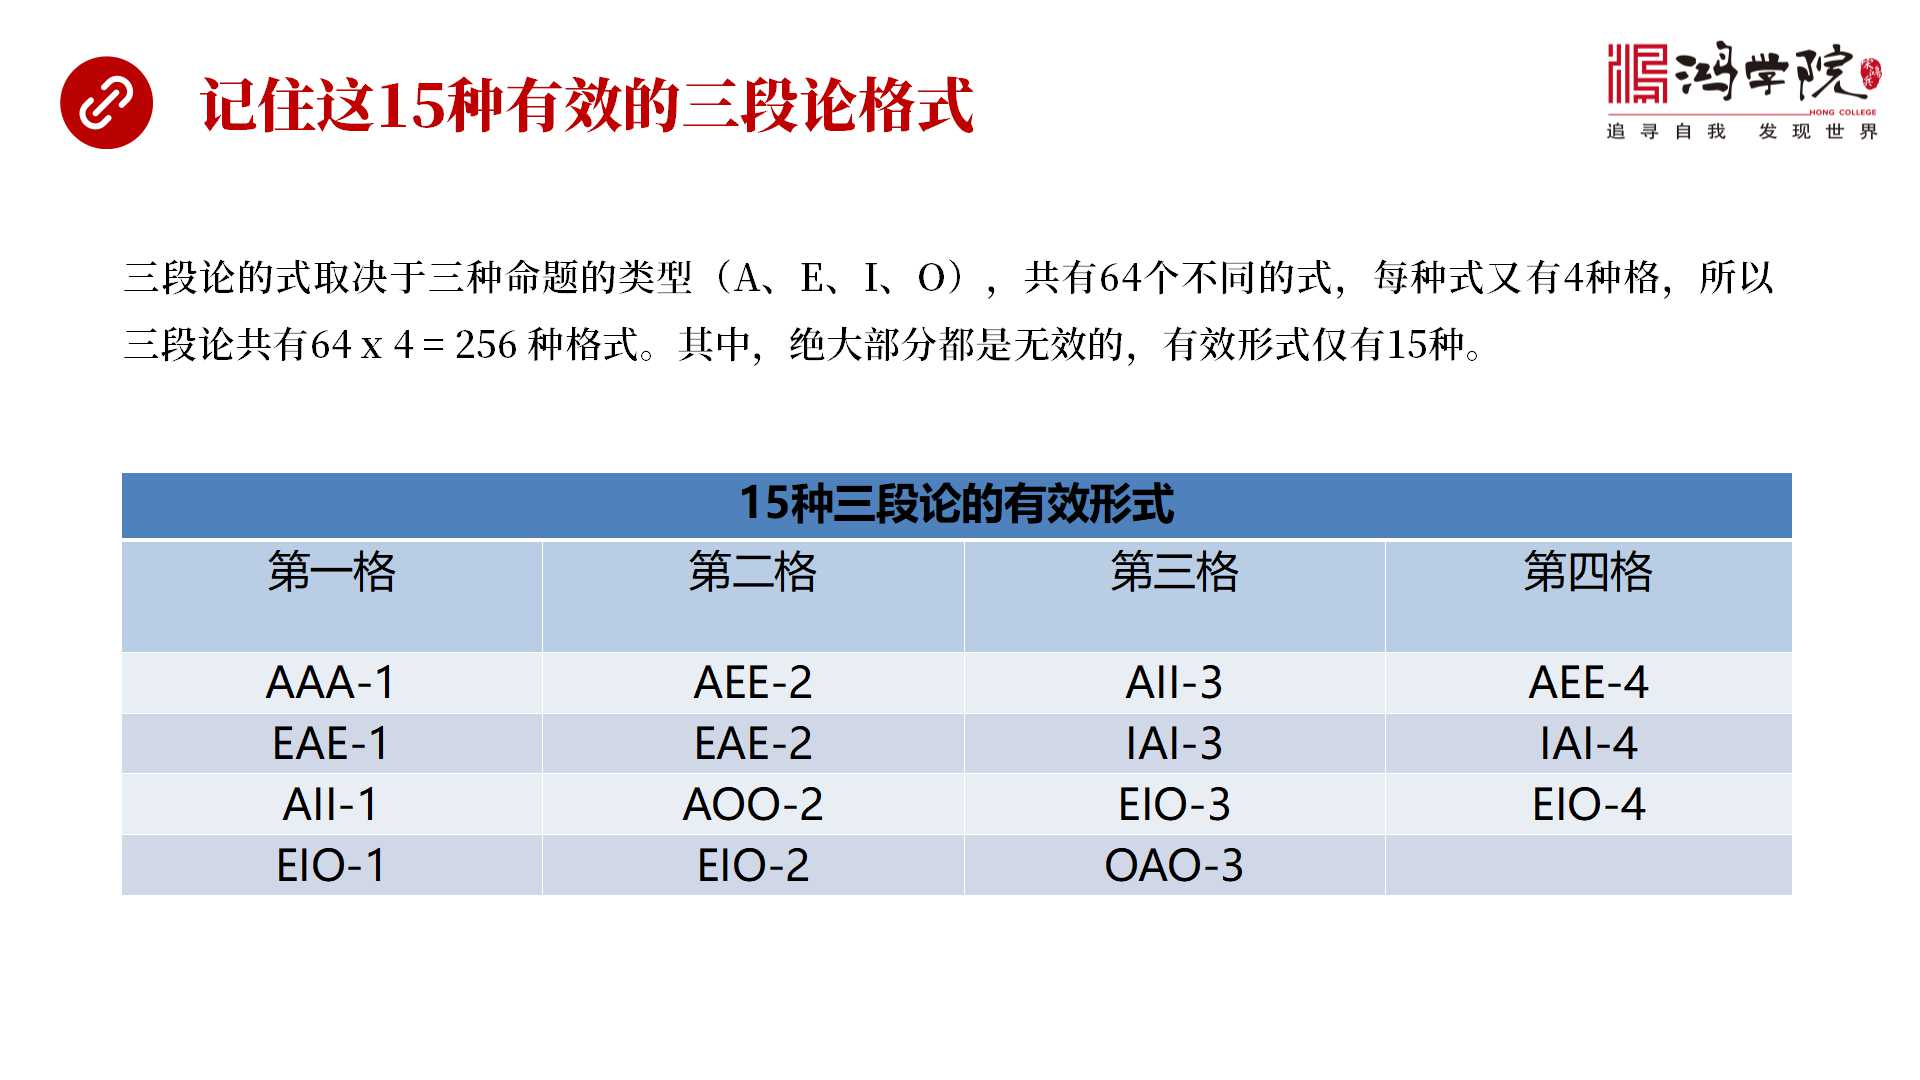 记住这15种有效的三段论格式
鸿学院
HONG COLLEGE
追寻自我 发现世界
三段论的式取决于三种命题的类型（A、E、I、O），共有64个不同的式，每种式又有4种格，所以
三段论共有64 x 4 = 256 种格式。其中，绝大部分都是无效的，有效形式仅有15种。
15种三段论的有效形式
第一格 第二格 第三格 第四格
AAA-1 AEE-2 AII-3 AEE-4
EAE-1 EAE-2 IAI-3 IAI-4
AII-1 AOO-2 EIO-3 EIO-4
EIO-1 EIO-2 OAO-3